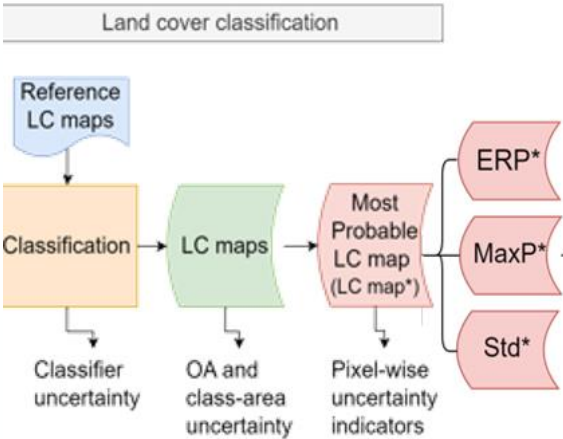 Land cover classification
Reference
LC maps
Classification
LC maps
Most
Probable
LC map
(LC map*)
ERP*
MaxP*
Std*
Classifier
uncertainty
OA and
class-area
uncertainty
Pixel-wise
uncertainty
indicators